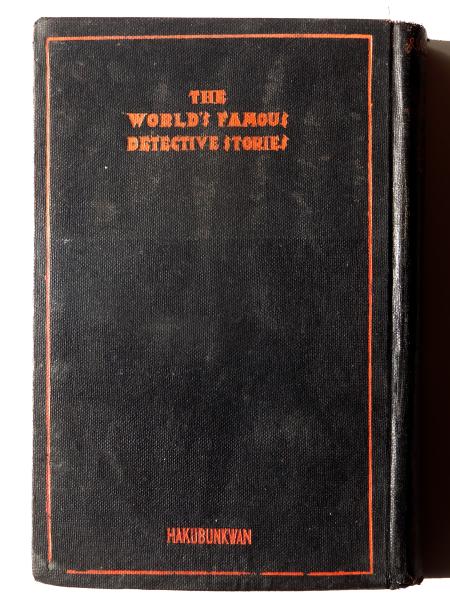 THE
WORLD'S FAMOUS
DETECTIVE STORIES
HAKUBUNKWAN